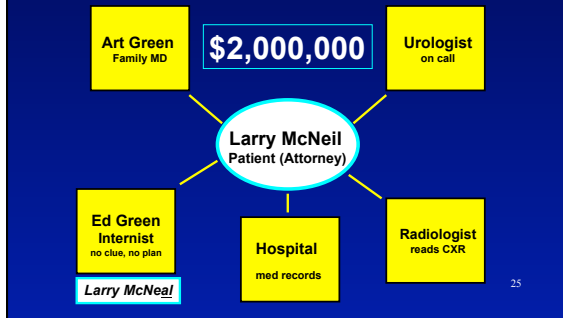 Art Green
Family MD
$2,000,000
Urologist
on call
Larry McNeil
Patient (Attorney)
Ed Green
Internist
no clue, no plan
Larry McNeal
Hospital
med records
Radiologist
reads CXR
25